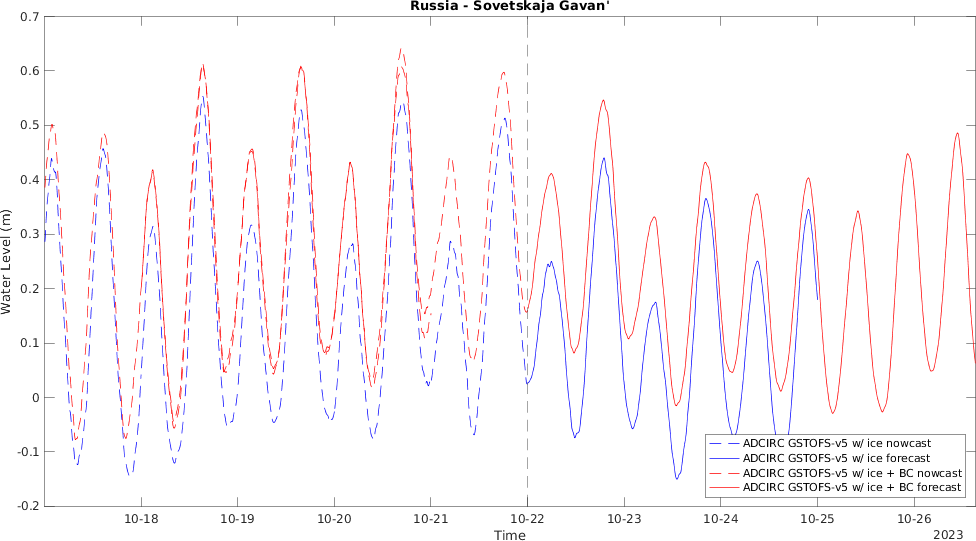 Russia - Sovetskaja Gavan'
0.7
0.6
0.5
0.4
0.3
0.2
0.1
0
-0.1
-0.2
Water Level (m)
ADCIRC GSTOFS-v5 w/ ice nowcast
ADCIRC GSTOFS-v5 w/ ice forecast
ADCIRC GSTOFS-v5 w/ ice + BC nowcast
ADCIRC GSTOFS-v5 w/ ice + BC forecast
10-18 10-19 10-20 10-21 10-22 10-23 10-24 10-25 10-26
Time
2023